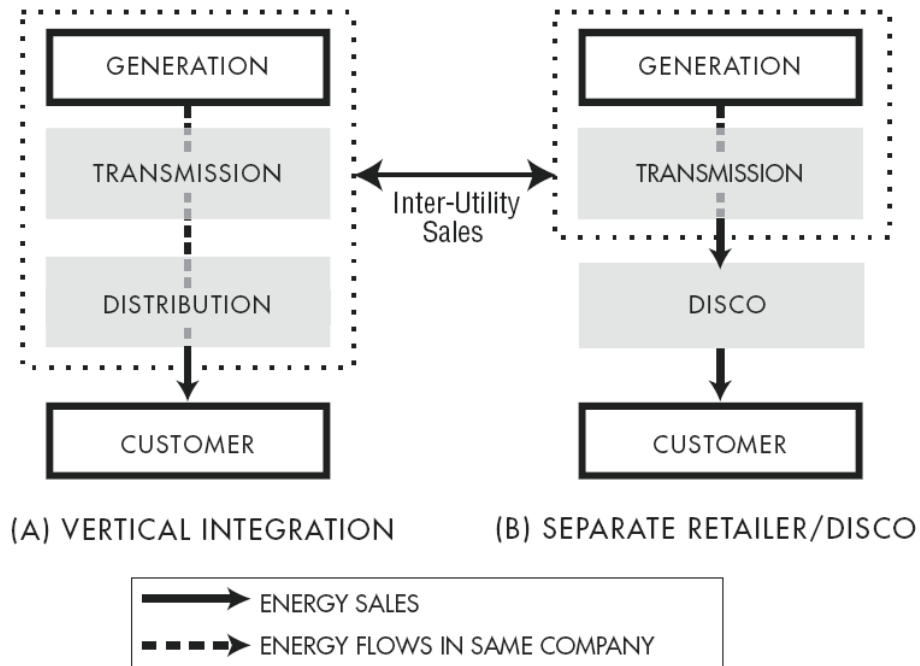 GENERATION
TRANSMISSION
DISTRIBUTION
CUSTOMER
(A) VERTICAL INTEGRATION
Inter-Utility
Sales
GENERATION
TRANSMISSION
DISCO
CUSTOMER
(B) SEPARATE RETAILER/DISCO
ENERGY SALES
ENERGY FLOWS IN SAME COMPANY